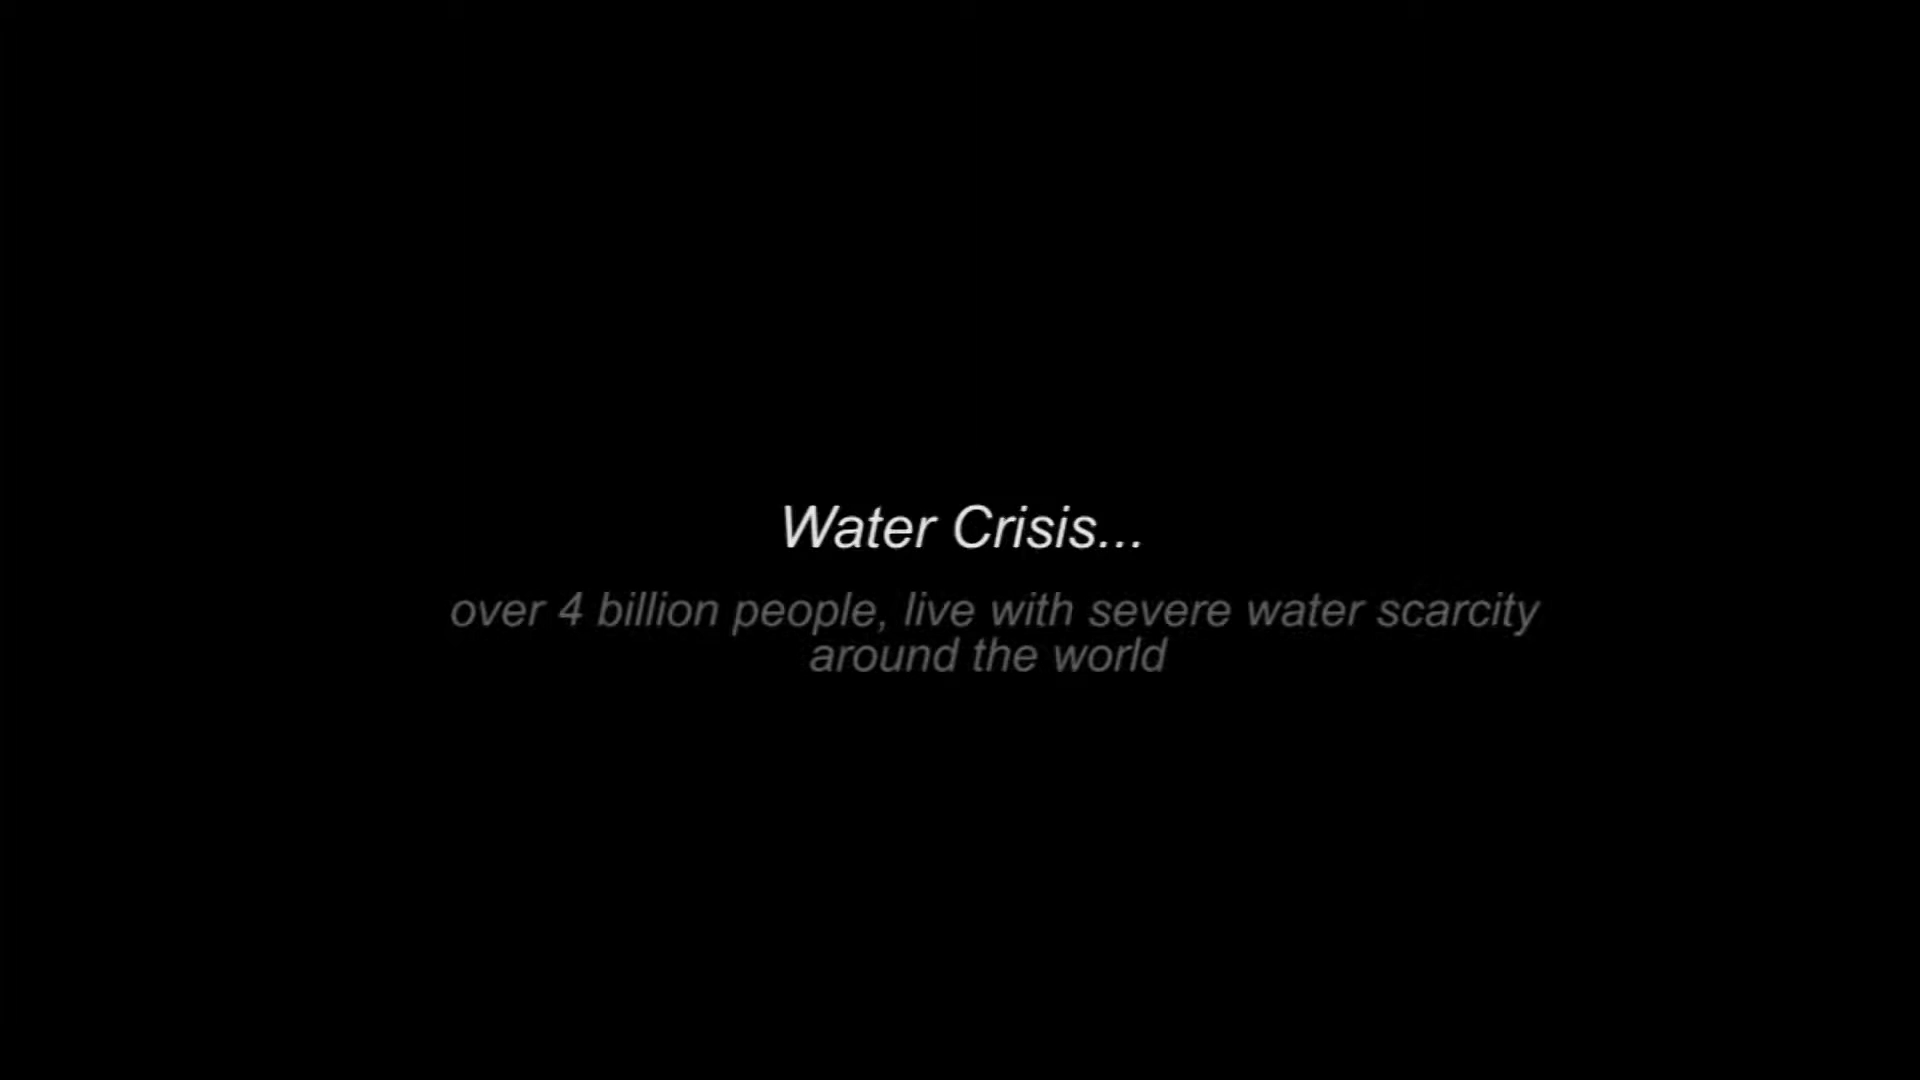 Water Crisis...
over 4 billion people, live with severe water scarcity
around the world